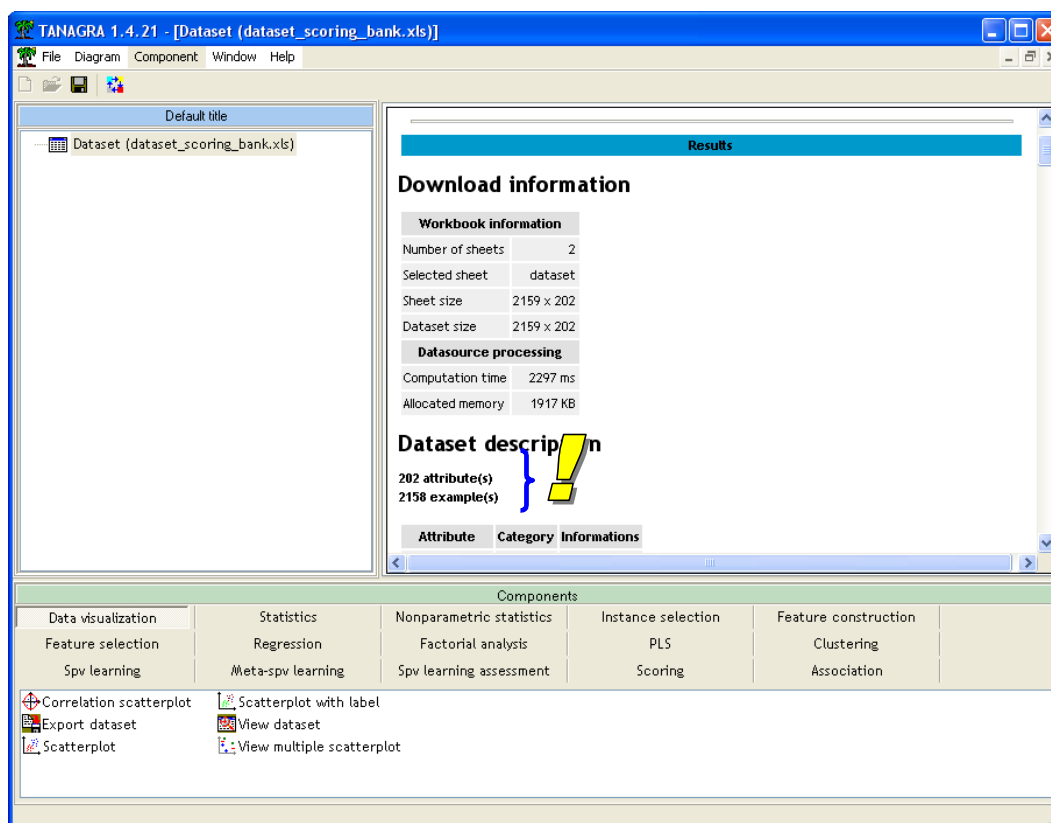 TANAGRA 1.4.21 - [Dataset (dataset_scoring_bank.xls)]
File Diagram Component Window Help
Default title
Dataset (dataset_scoring_bank.xls)
Results
Download information
Workbook information
Number of sheets 2
Selected sheet dataset
Sheet size 2159 x 202
Dataset size 2159 x 202
Datasource processing
Computation time 2297 ms
Allocated memory 1917 KB
Dataset descrip n
202 attribute(s)
2158 example(s)
} !
Attribute Category Informations
Components
Data visualization Statistics Nonparametric statistics Instance selection Feature construction
Feature selection Regression Factorial analysis PLS Clustering
Spv learning Meta-spv learning Spv learning assessment Scoring Association
Correlation scatterplot Scatterplot with label
Export dataset View dataset
Scatterplot View multiple scatterplot